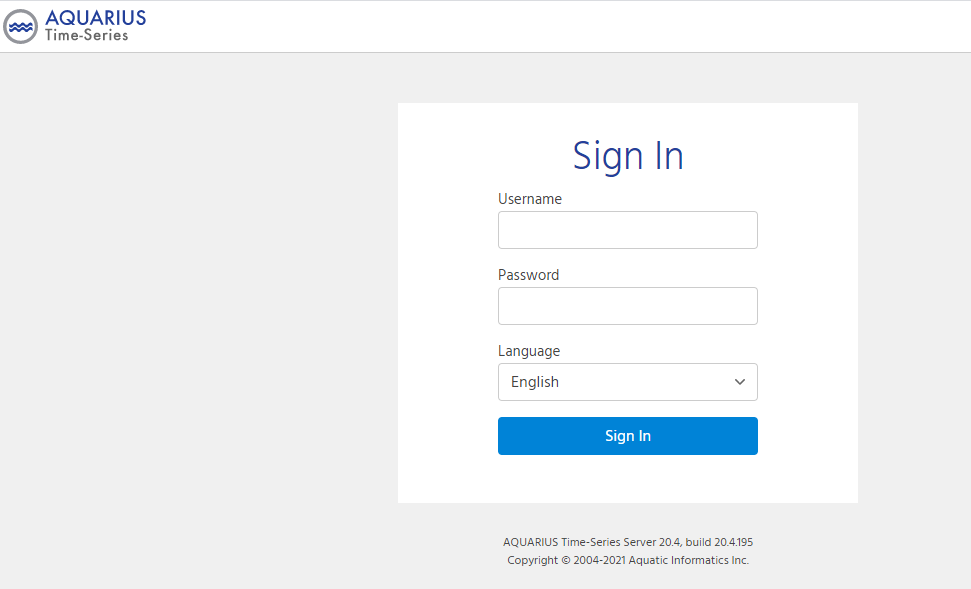 AQUARIUS
Time-Series
Sign In
Username
Password
Language
English
Sign In
AQUARIUS Time-Series Server 20.4, build 20.4.195
Copyright © 2004-2021 Aquatic Informatics Inc.